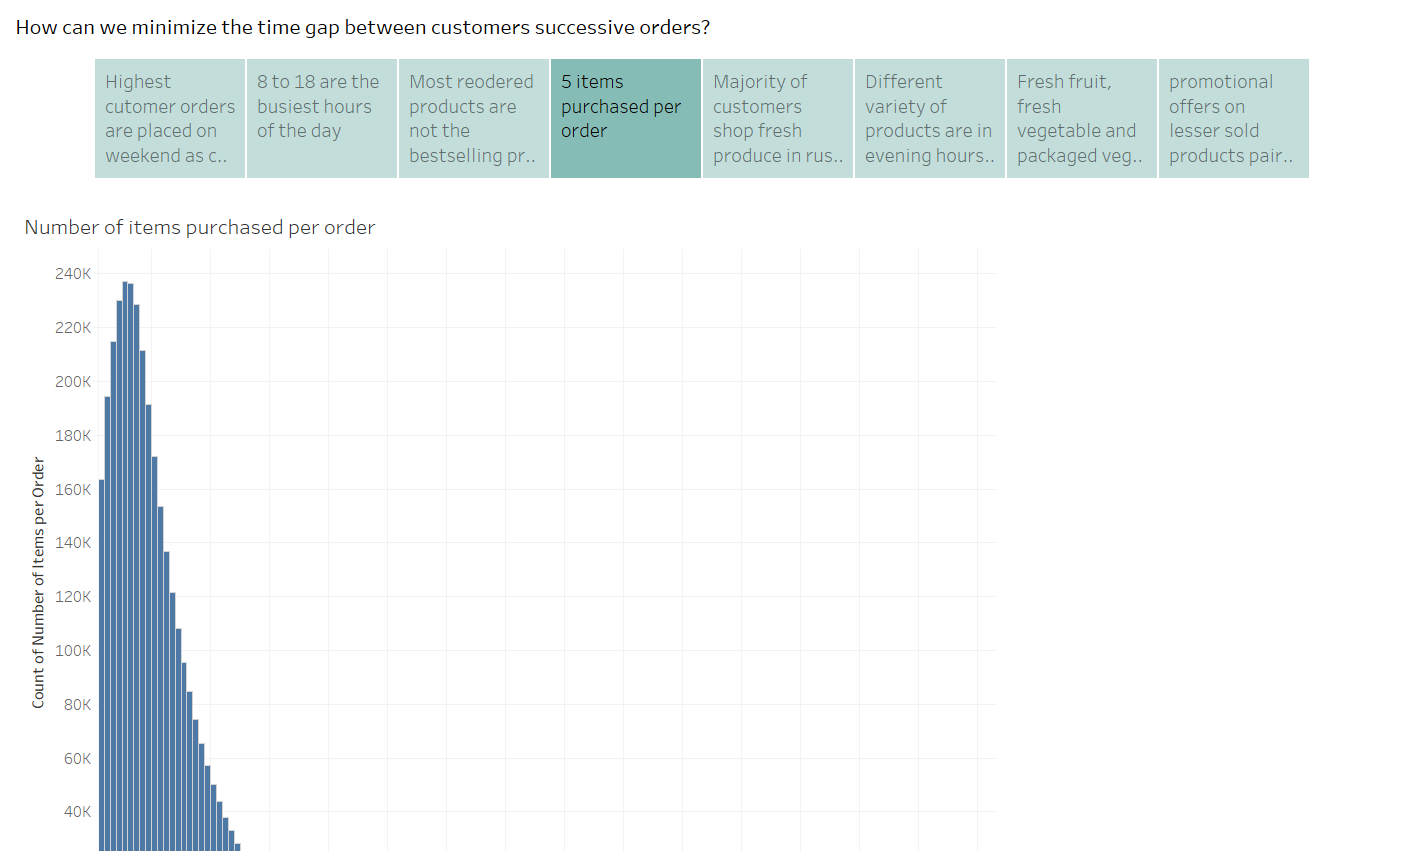 How can we minimize the time gap between customers successive orders?
Highest
cutomer orders
are placed on
weekend as c..
8 to 18 are the
busiest hours
of the day
Most reodered
products are
not the
bestselling pr..
5 items
purchased per
order
Majority of
customers
shop fresh
produce in rus..
Different
variety of
products are in
evening hours..
Fresh fruit,
fresh
vegetable and
packaged veg..
promotional
offers on
lesser sold
products pair..
Number of items purchased per order
Count of Number of Items per Order
240K
220K
200K
180K
160K
140K
120K
100K
80K
60K
40K